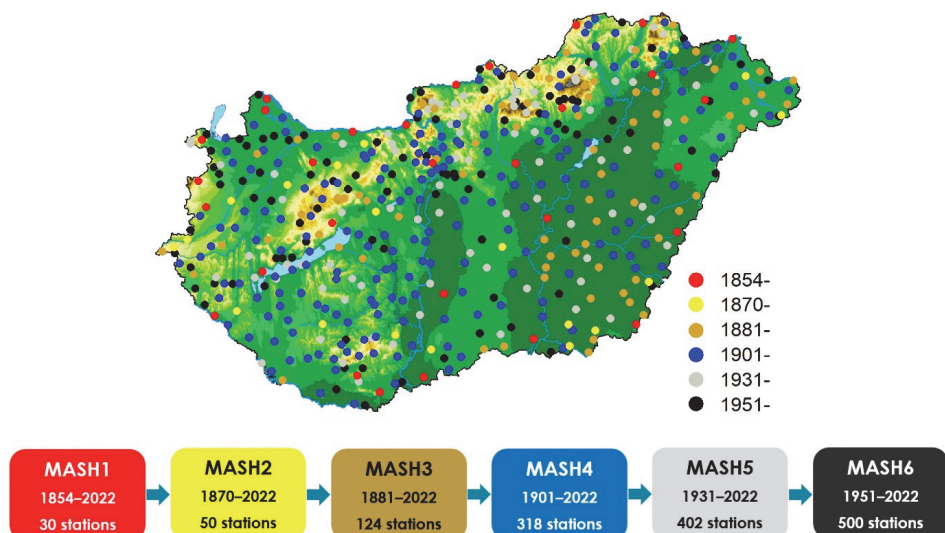 1854-
1870-
1881-
1901-
1931-
1951-
MASH1
1854–2022
30 stations
MASH2
1870–2022
50 stations
MASH3
1881–2022
124 stations
MASH4
1901–2022
318 stations
MASH5
1931–2022
402 stations
MASH6
1951–2022
500 stations